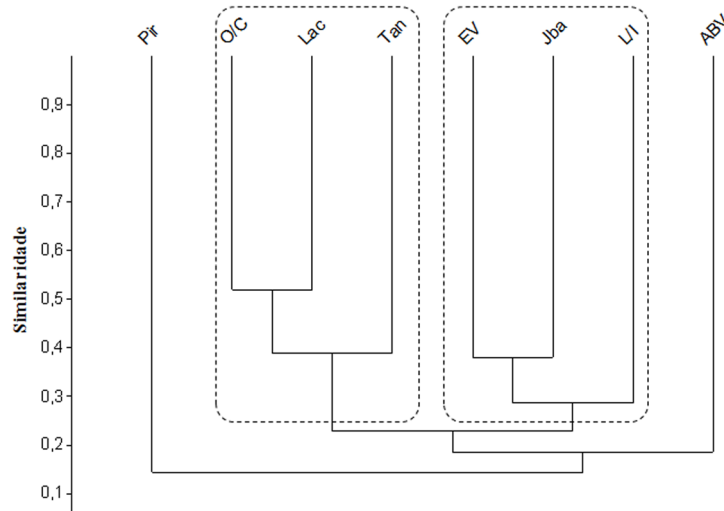 Pir
O/C
Lac
Tan
EV
Jba
L/I
ABV
0,9
0,8
0,7
0,6
0,5
0,4
0,3
0,2
0,1
Similaridade